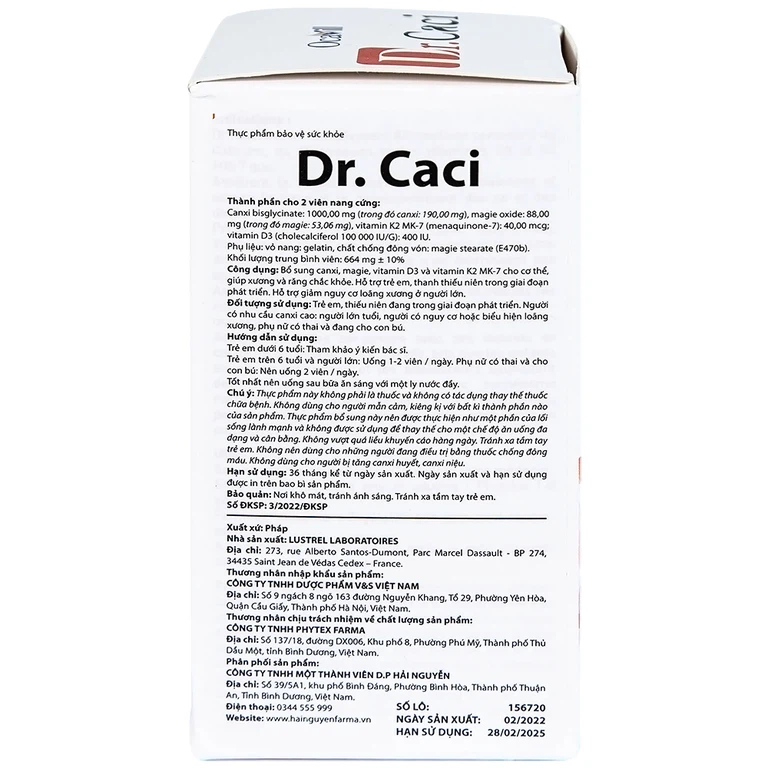 Ocavill
Dr.Caci
Thực phẩm bảo vệ sức khỏe
Dr. Caci
Thành phần cho 2 viên nang cứng:
Canxi bisglycinate: 1000,00 mg (trong đó canxi: 190,00 mg), magie oxide: 88,00
mg (trong đó magie: 53,06 mg), vitamin K2 MK-7 (menaquinone-7): 40,00 mcg;
vitamin D3 (cholecalciferol 100 000 IU/G): 400 IU.
Phụ liệu: vỏ nang: gelatin, chất chống đông vón: magie stearate (E470b).
Khối lượng trung bình viên: 664 mg ± 10%
Công dụng: Bổ sung canxi, magie, vitamin D3 và vitamin K2 MK-7 cho cơ thể,
giúp xương và răng chắc khỏe. Hỗ trợ trẻ em, thanh thiếu niên trong giai đoạn
phát triển. Hỗ trợ giảm nguy cơ loãng xương ở người lớn.
Đối tượng sử dụng: Trẻ em, thiếu niên đang trong giai đoạn phát triển. Người
có nhu cầu canxi cao: người lớn tuổi, người có nguy cơ hoặc biểu hiện loãng
xương, phụ nữ có thai và đang cho con bú.
Hướng dẫn sử dụng:
Trẻ em dưới 6 tuổi: Tham khảo ý kiến bác sĩ.
Trẻ em trên 6 tuổi và người lớn: Uống 1-2 viên / ngày. Phụ nữ có thai và cho
con bú: Nên uống 2 viên / ngày.
Tốt nhất nên uống sau bữa ăn sáng với một ly nước đầy.
Chú ý: Thực phẩm này không phải là thuốc và không có tác dụng thay thế thuốc
chữa bệnh. Không dùng cho người mẫn cảm, kiêng kị với bất kì thành phần nào
của sản phẩm. Thực phẩm bổ sung này nên được thực hiện như một phần của lối
sống lành mạnh và không được sử dụng để thay thế cho một chế độ ăn uống đa
dạng và cân bằng. Không vượt quá liều khuyến cáo hàng ngày. Tránh xa tầm tay
trẻ em. Không nên dùng cho những người đang điều trị bằng thuốc chống đông
máu. Không dùng cho người bị tăng canxi huyết, canxi niệu.
Hạn sử dụng: 36 tháng kể từ ngày sản xuất. Ngày sản xuất và hạn sử dụng
được in trên bao bì sản phẩm.
Bảo quản: Nơi khô mát, tránh ánh sáng. Tránh xa tầm tay trẻ em.
Số ĐKSP: 3/2022/ĐKSP
Xuất xứ: Pháp
Nhà sản xuất: LUSTREL LABORATOIRES
Địa chỉ: 273, rue Alberto Santos-Dumont, Parc Marcel Dassault - BP 274,
34435 Saint Jean de Védas Cedex – France.
Thương nhân nhập khẩu sản phẩm:
CÔNG TY TNHH DƯỢC PHẨM V&S VIỆT NAM
Địa chỉ: Số 9 ngách 8 ngõ 163 đường Nguyễn Khang, Tổ 29, Phường Yên Hòa,
Quận Cầu Giấy, Thành phố Hà Nội, Việt Nam.
Thương nhân chịu trách nhiệm về chất lượng sản phẩm:
CÔNG TY TNHH PHYTEX FARMA
Địa chỉ: Số 137/18, đường DX006, Khu phố 8, Phường Phú Mỹ, Thành phố Thủ
Dầu Một, tỉnh Bình Dương, Việt Nam.
Phân phối sản phẩm:
CÔNG TY TNHH MỘT THÀNH VIÊN D.P HẢI NGUYỄN
Địa chỉ: Số 39/5A1, khu phố Bình Đáng, Phường Bình Hòa, Thành phố Thuận
An, Tỉnh Bình Dương, Việt Nam.
Điện thoại: 0344 555 999
Website: www.hainguyenfarma.vn
SỐ LÔ: 156720
NGÀY SẢN XUẤT: 02/2022
HẠN SỬ DỤNG: 28/02/2025